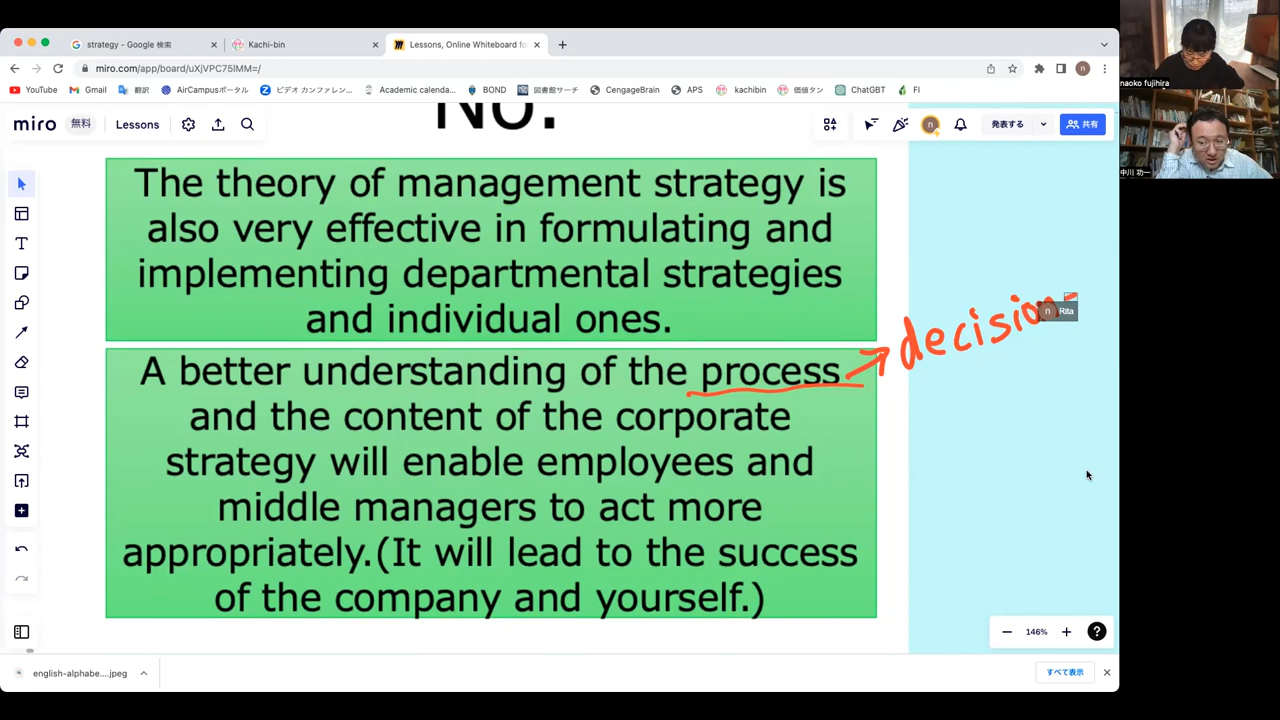 strategy - Google 検索
Kachi-bin
Lessons, Online Whiteboard fo
miro.com/app/board/uXjVPC75IMM=/
YouTube
Gmail
翻訳
AirCampusポータル
ビデオ カンファレン...
Academic calenda...
BOND
図書館サーチ
CengageBrain
APS
kachibin
価値タン
ChatGBT
FI
naoko fujihira
中川 功一
miro
無料
Lessons
発表する
共有
No.
The theory of management strategy is
also very effective in formulating and
implementing departmental strategies
and individual ones.
n Rita
decision-
A better understanding of the process
and the content of the corporate
strategy will enable employees and
middle managers to act more
appropriately.(It will lead to the success
of the company and yourself.)
146%
english-alphabe....jpeg
すべて表示